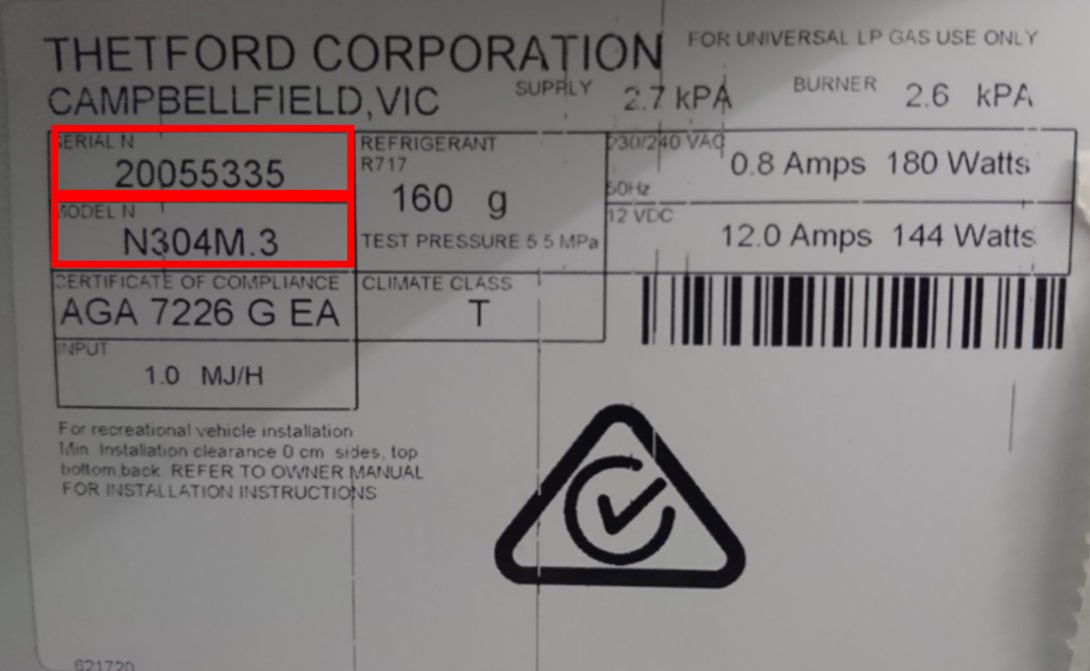 THETFORD CORPORATION
FOR UNIVERSAL LP GAS USE ONLY
CAMPBELLFIELD,VIC
SUPPLY 2.7 kPA
BURNER 2.6 kPA
SERIAL N
20055335
MODEL N
N304M.3
REFRIGERANT
R717
160 g
TEST PRESSURE 5 5 MPa
230/240 VAC
50Hz
0.8 Amps 180 Watts
12 VDC
12.0 Amps 144 Watts
CERTIFICATE OF COMPLIANCE
AGA 7226 G EA
CLIMATE CLASS
T
INPUT
1.0 MJ/H
For recreational vehicle installation
Min. Installation clearance 0 cm sides, top
bottom,back. REFER TO OWNER MANUAL
FOR INSTALLATION INSTRUCTIONS
621720